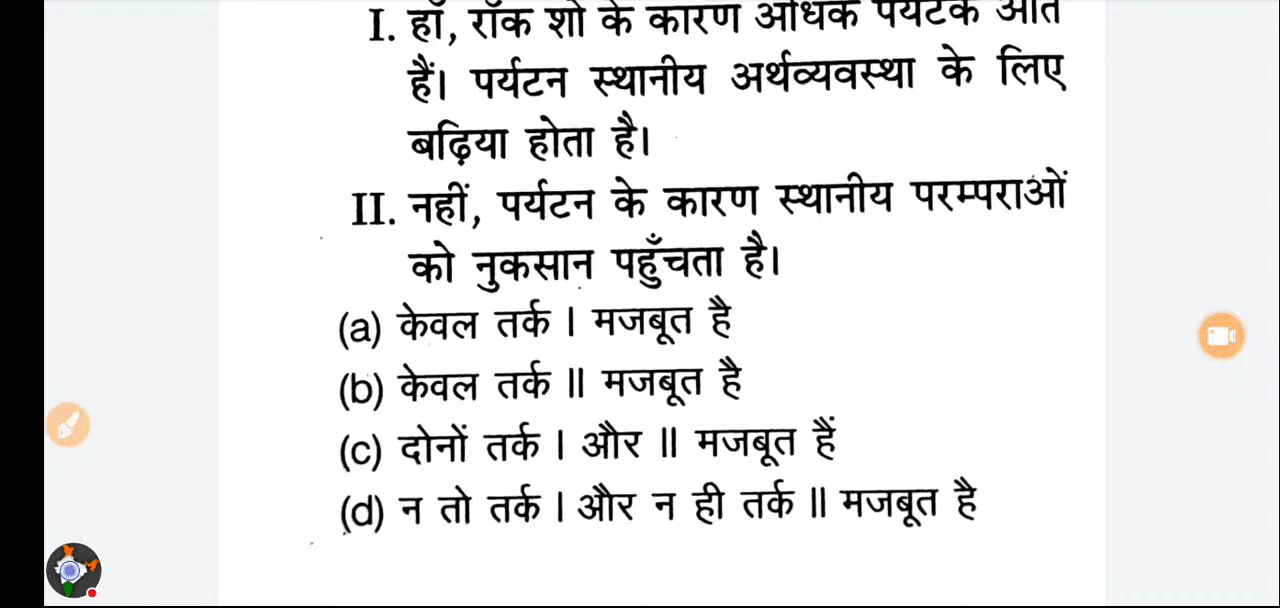 I. हाँ, रॉक शो के कारण अधिक पर्यटक आते
हैं। पर्यटन स्थानीय अर्थव्यवस्था के लिए
बढ़िया होता है।
II. नहीं, पर्यटन के कारण स्थानीय परम्पराओं
को नुकसान पहुँचता है।
(a) केवल तर्क I मजबूत है
(b) केवल तर्क II मजबूत है
(c) दोनों तर्क I और II मजबूत हैं
(d) न तो तर्क I और न ही तर्क II मजबूत है